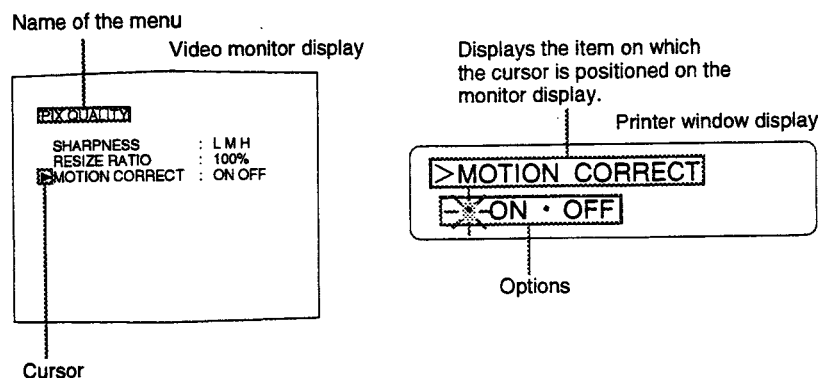 Name of the menu
Video monitor display
PIX QUALITY
SHARPNESS : L M H
RESIZE RATIO : 100%
MOTION CORRECT : ON OFF
Cursor
Displays the item on which
the cursor is positioned on the
monitor display.
Printer window display
>MOTION CORRECT
ON · OFF
Options